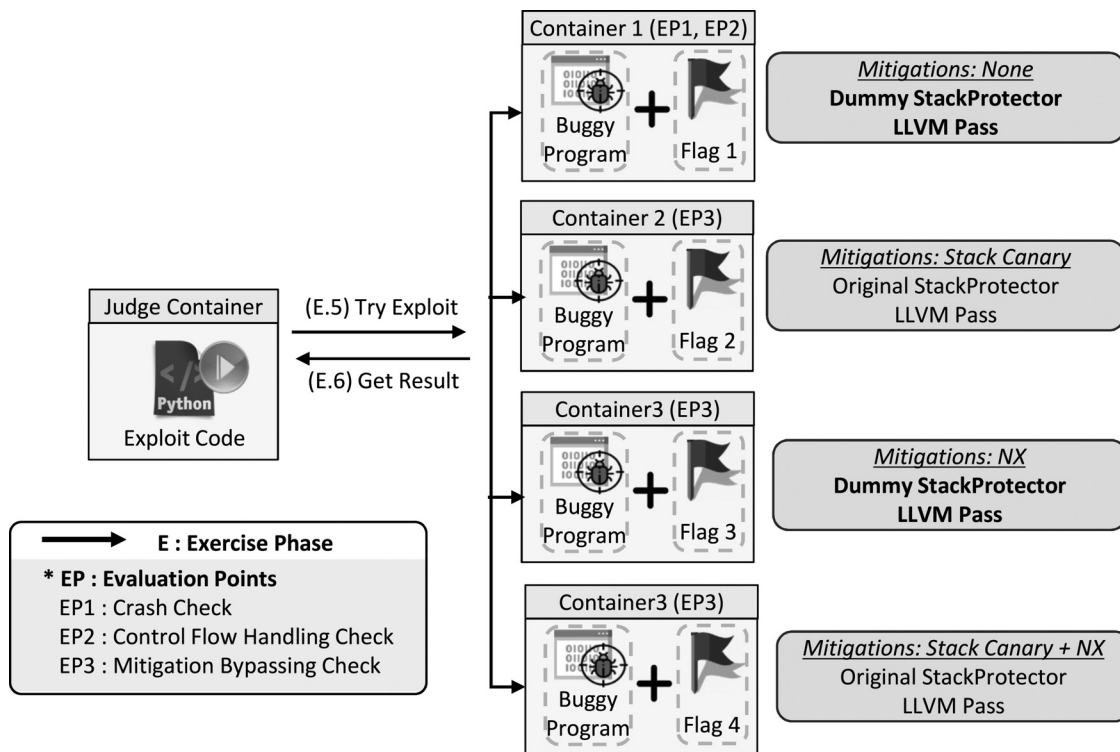 Container 1 (EP1, EP2)
Buggy
Program
Flag 1
Mitigations: None
Dummy StackProtector
LLVM Pass
Container 2 (EP3)
Buggy
Program
Flag 2
Mitigations: Stack Canary
Original StackProtector
LLVM Pass
Judge Container
</>
Python
Exploit Code
(E.5) Try Exploit
(E.6) Get Result
Container3 (EP3)
Buggy
Program
Flag 3
Mitigations: NX
Dummy StackProtector
LLVM Pass
E : Exercise Phase
* EP : Evaluation Points
EP1 : Crash Check
EP2 : Control Flow Handling Check
EP3 : Mitigation Bypassing Check
Container3 (EP3)
Buggy
Program
Flag 4
Mitigations: Stack Canary + NX
Original StackProtector
LLVM Pass